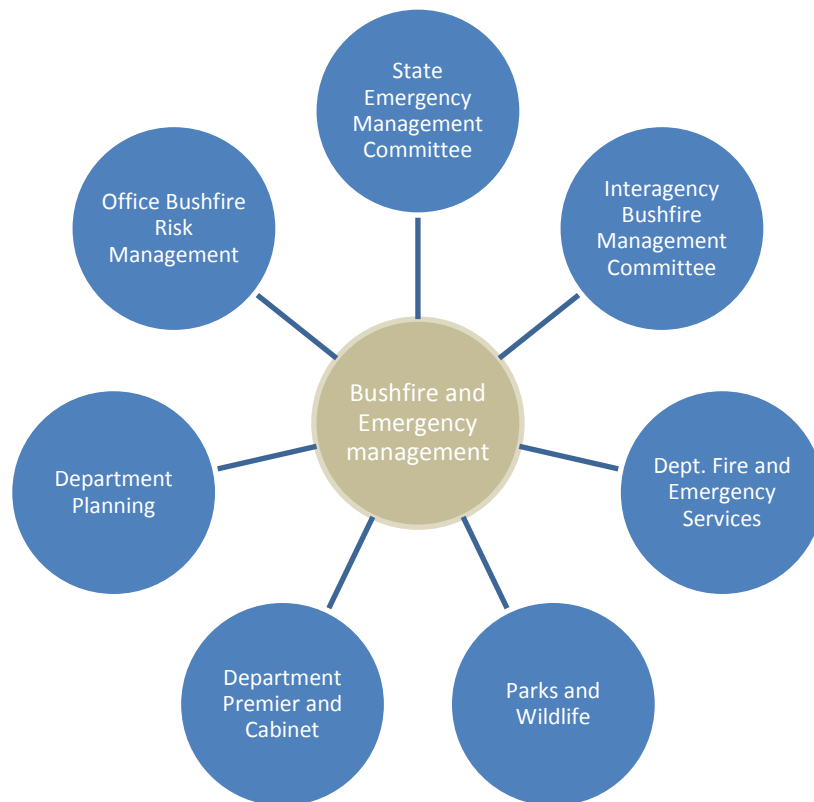 State
Emergency
Management
Committee
Interagency
Bushfire
Management
Committee
Dept. Fire and
Emergency
Services
Parks and
Wildlife
Department
Premier and
Cabinet
Department
Planning
Office Bushfire
Risk
Management
Bushfire and
Emergency
management